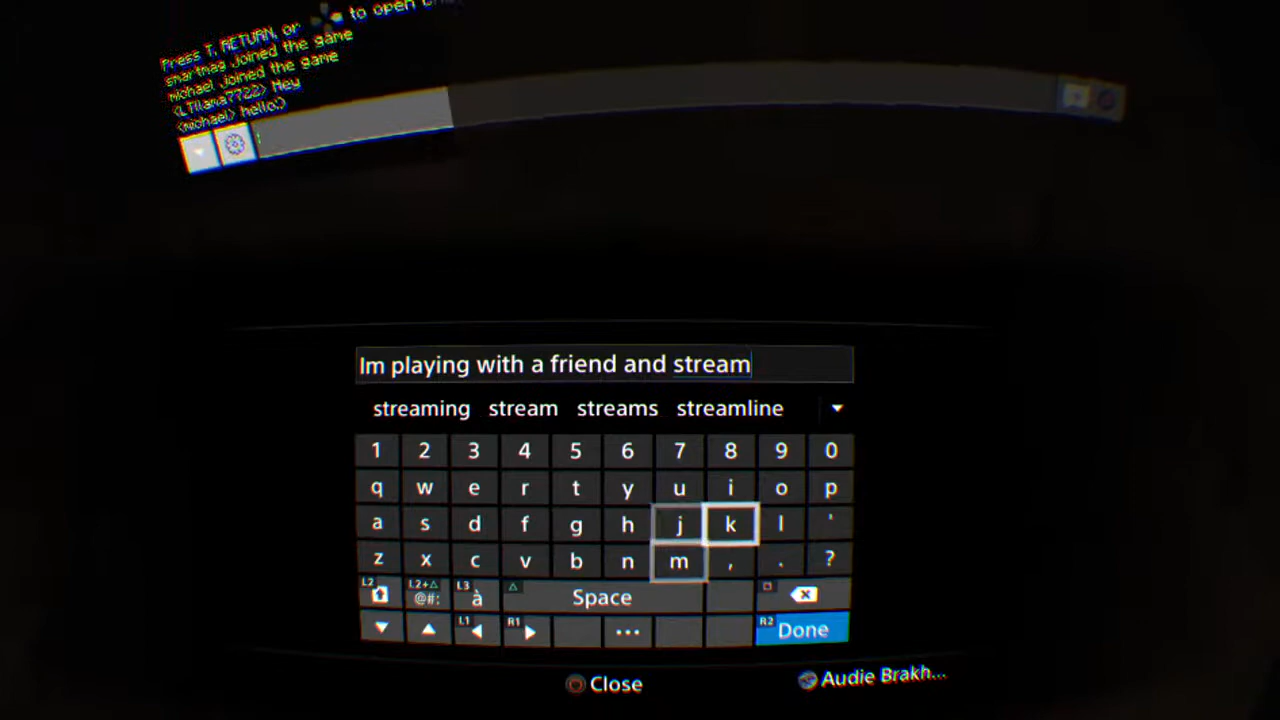 Press T, RETURN, or to open
smartmag Joined the game
michael Joined the game
<LTllama7722> Hey
<michael> hello:)
Im playing with a friend and stream
streaming stream streams streamline
1 2 3 4 5 6 7 8 9 0
q w e r t y u i o p
a s d f g h j k l '
z x c v b n m , . ?
L2 L2+△ @#: L3 à △ Space
L1 R1 ... R2 Done
Close Audie Brakh...